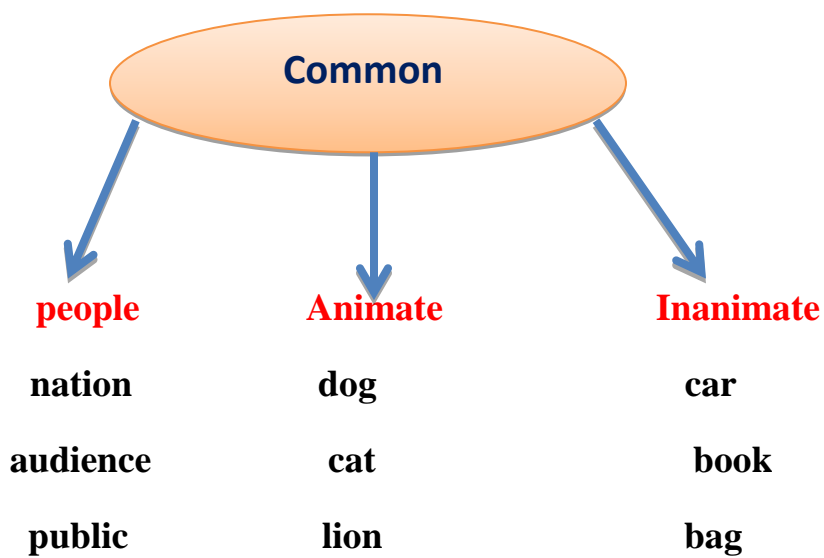 Common
people Animate Inanimate
nation dog car
audience cat book
public lion bag